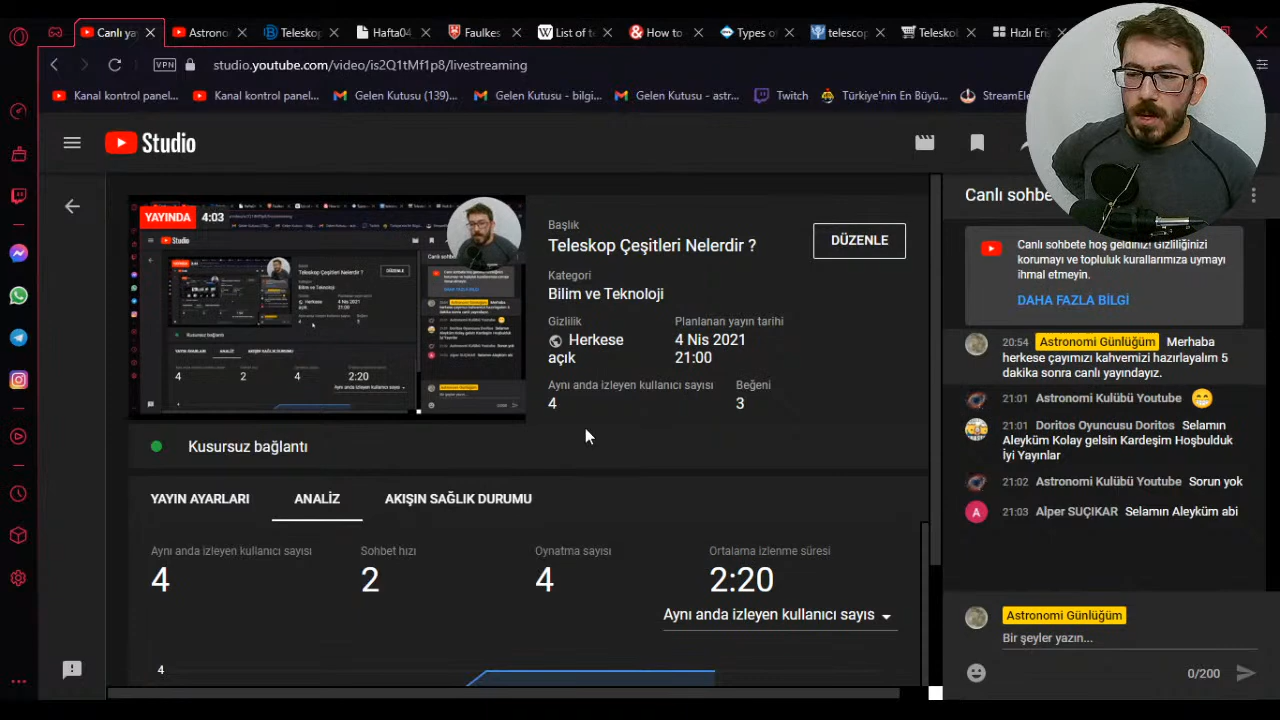 Canlı ya
Astrono
Teleskop
Hafta04
Faulkes
List of t
How to
Types o
telescop
Teleskol
Hızlı Eriş
VPN
studio.youtube.com/video/is2Q1tMf1p8/livestreaming
Kanal kontrol panel...
Kanal kontrol panel...
Gelen Kutusu (139)...
Gelen Kutusu - bilgi...
Gelen Kutusu - astr...
Twitch
Türkiye'nin En Büyü...
StreamEle
Studio
YAYINDA 4:03
Başlık
Teleskop Çeşitleri Nelerdir ?
DÜZENLE
Kategori
Bilim ve Teknoloji
Gizlilik
Herkese
açık
Planlanan yayın tarihi
4 Nis 2021
21:00
Aynı anda izleyen kullanıcı sayısı
4
Beğeni
3
Kusursuz bağlantı
YAYIN AYARLARI
ANALİZ
AKIŞIN SAĞLIK DURUMU
Aynı anda izleyen kullanıcı sayısı
4
Sohbet hızı
2
Oynatma sayısı
4
Ortalama izlenme süresi
2:20
Aynı anda izleyen kullanıcı sayıs
4
Canlı sohbe
Canlı sohbete hoş geldiniz! Gizliliğinizi
korumayı ve topluluk kurallarımıza uymayı
ihmal etmeyin.
DAHA FAZLA BİLGİ
20:54 Astronomi Günlüğüm Merhaba
herkese çayımızı kahvemizi hazırlayalım 5
dakika sonra canlı yayındayız.
21:01 Astronomi Kulübü Youtube
21:01 Doritos Oyuncusu Doritos Selamın
Aleyküm Kolay gelsin Kardeşim Hoşbulduk
İyi Yayınlar
21:02 Astronomi Kulübü Youtube Sorun yok
21:03 Alper SUÇIKAR Selamın Aleyküm abi
A
Astronomi Günlüğüm
Bir şeyler yazın...
0/200